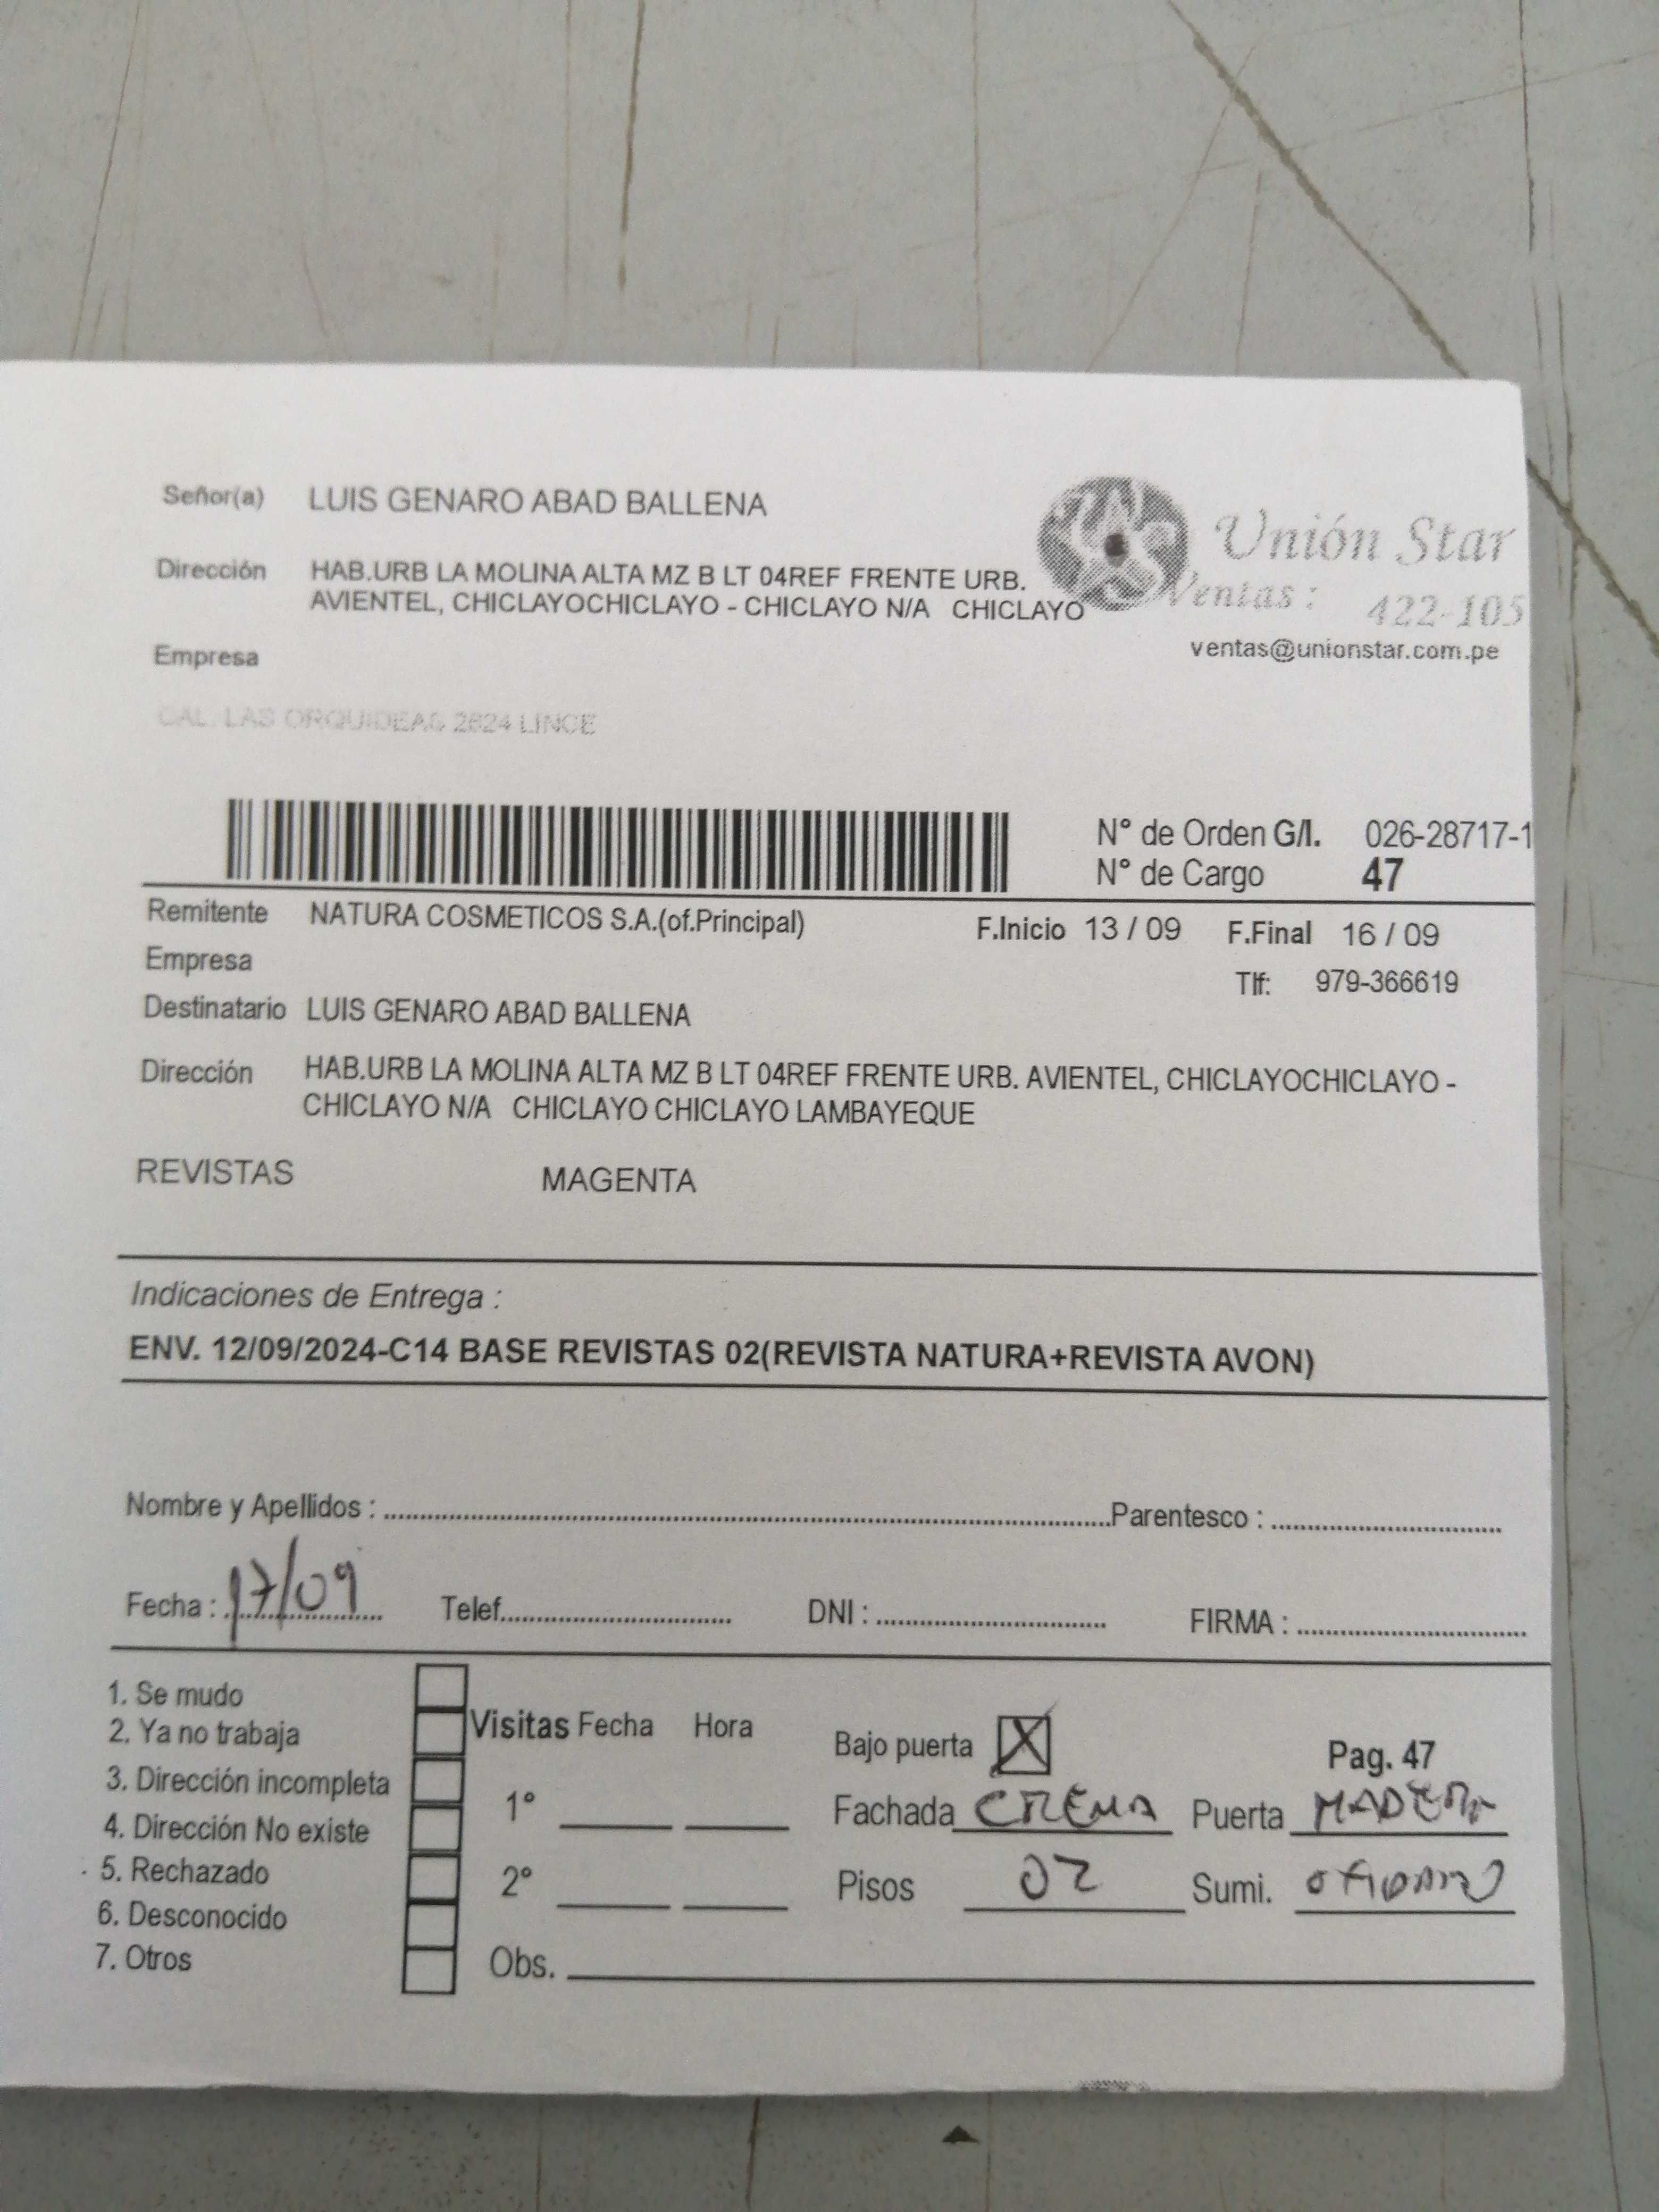 Señor(a) LUIS GENARO ABAD BALLENA
Dirección HAB.URB LA MOLINA ALTA MZ B LT 04REF FRENTE URB.
AVIENTEL, CHICLAYOCHICLAYO - CHICLAYO N/A CHICLAYO
Unión Star
Ventas : 422-105
ventas@unionstar.com.pe
Empresa
CAL. LAS ORQUIDEAS 2624 LINCE
N° de Orden G/I. 026-28717-1
N° de Cargo 47
Remitente NATURA COSMETICOS S.A.(of.Principal) F.Inicio 13 / 09 F.Final 16 / 09
Empresa
Tlf: 979-366619
Destinatario LUIS GENARO ABAD BALLENA
Dirección HAB.URB LA MOLINA ALTA MZ B LT 04REF FRENTE URB. AVIENTEL, CHICLAYOCHICLAYO -
CHICLAYO N/A CHICLAYO CHICLAYO LAMBAYEQUE
REVISTAS MAGENTA
Indicaciones de Entrega :
ENV. 12/09/2024-C14 BASE REVISTAS 02(REVISTA NATURA+REVISTA AVON)
Nombre y Apellidos : Parentesco :
Fecha : 17/09 Telef. DNI : FIRMA :
1. Se mudo
2. Ya no trabaja
3. Dirección incompleta
4. Dirección No existe
5. Rechazado
6. Desconocido
7. Otros
Visitas Fecha Hora
1°
2°
Obs.
Bajo puerta X
Pag. 47
Fachada CREMA Puerta MADERA
Pisos 02 Sumi.